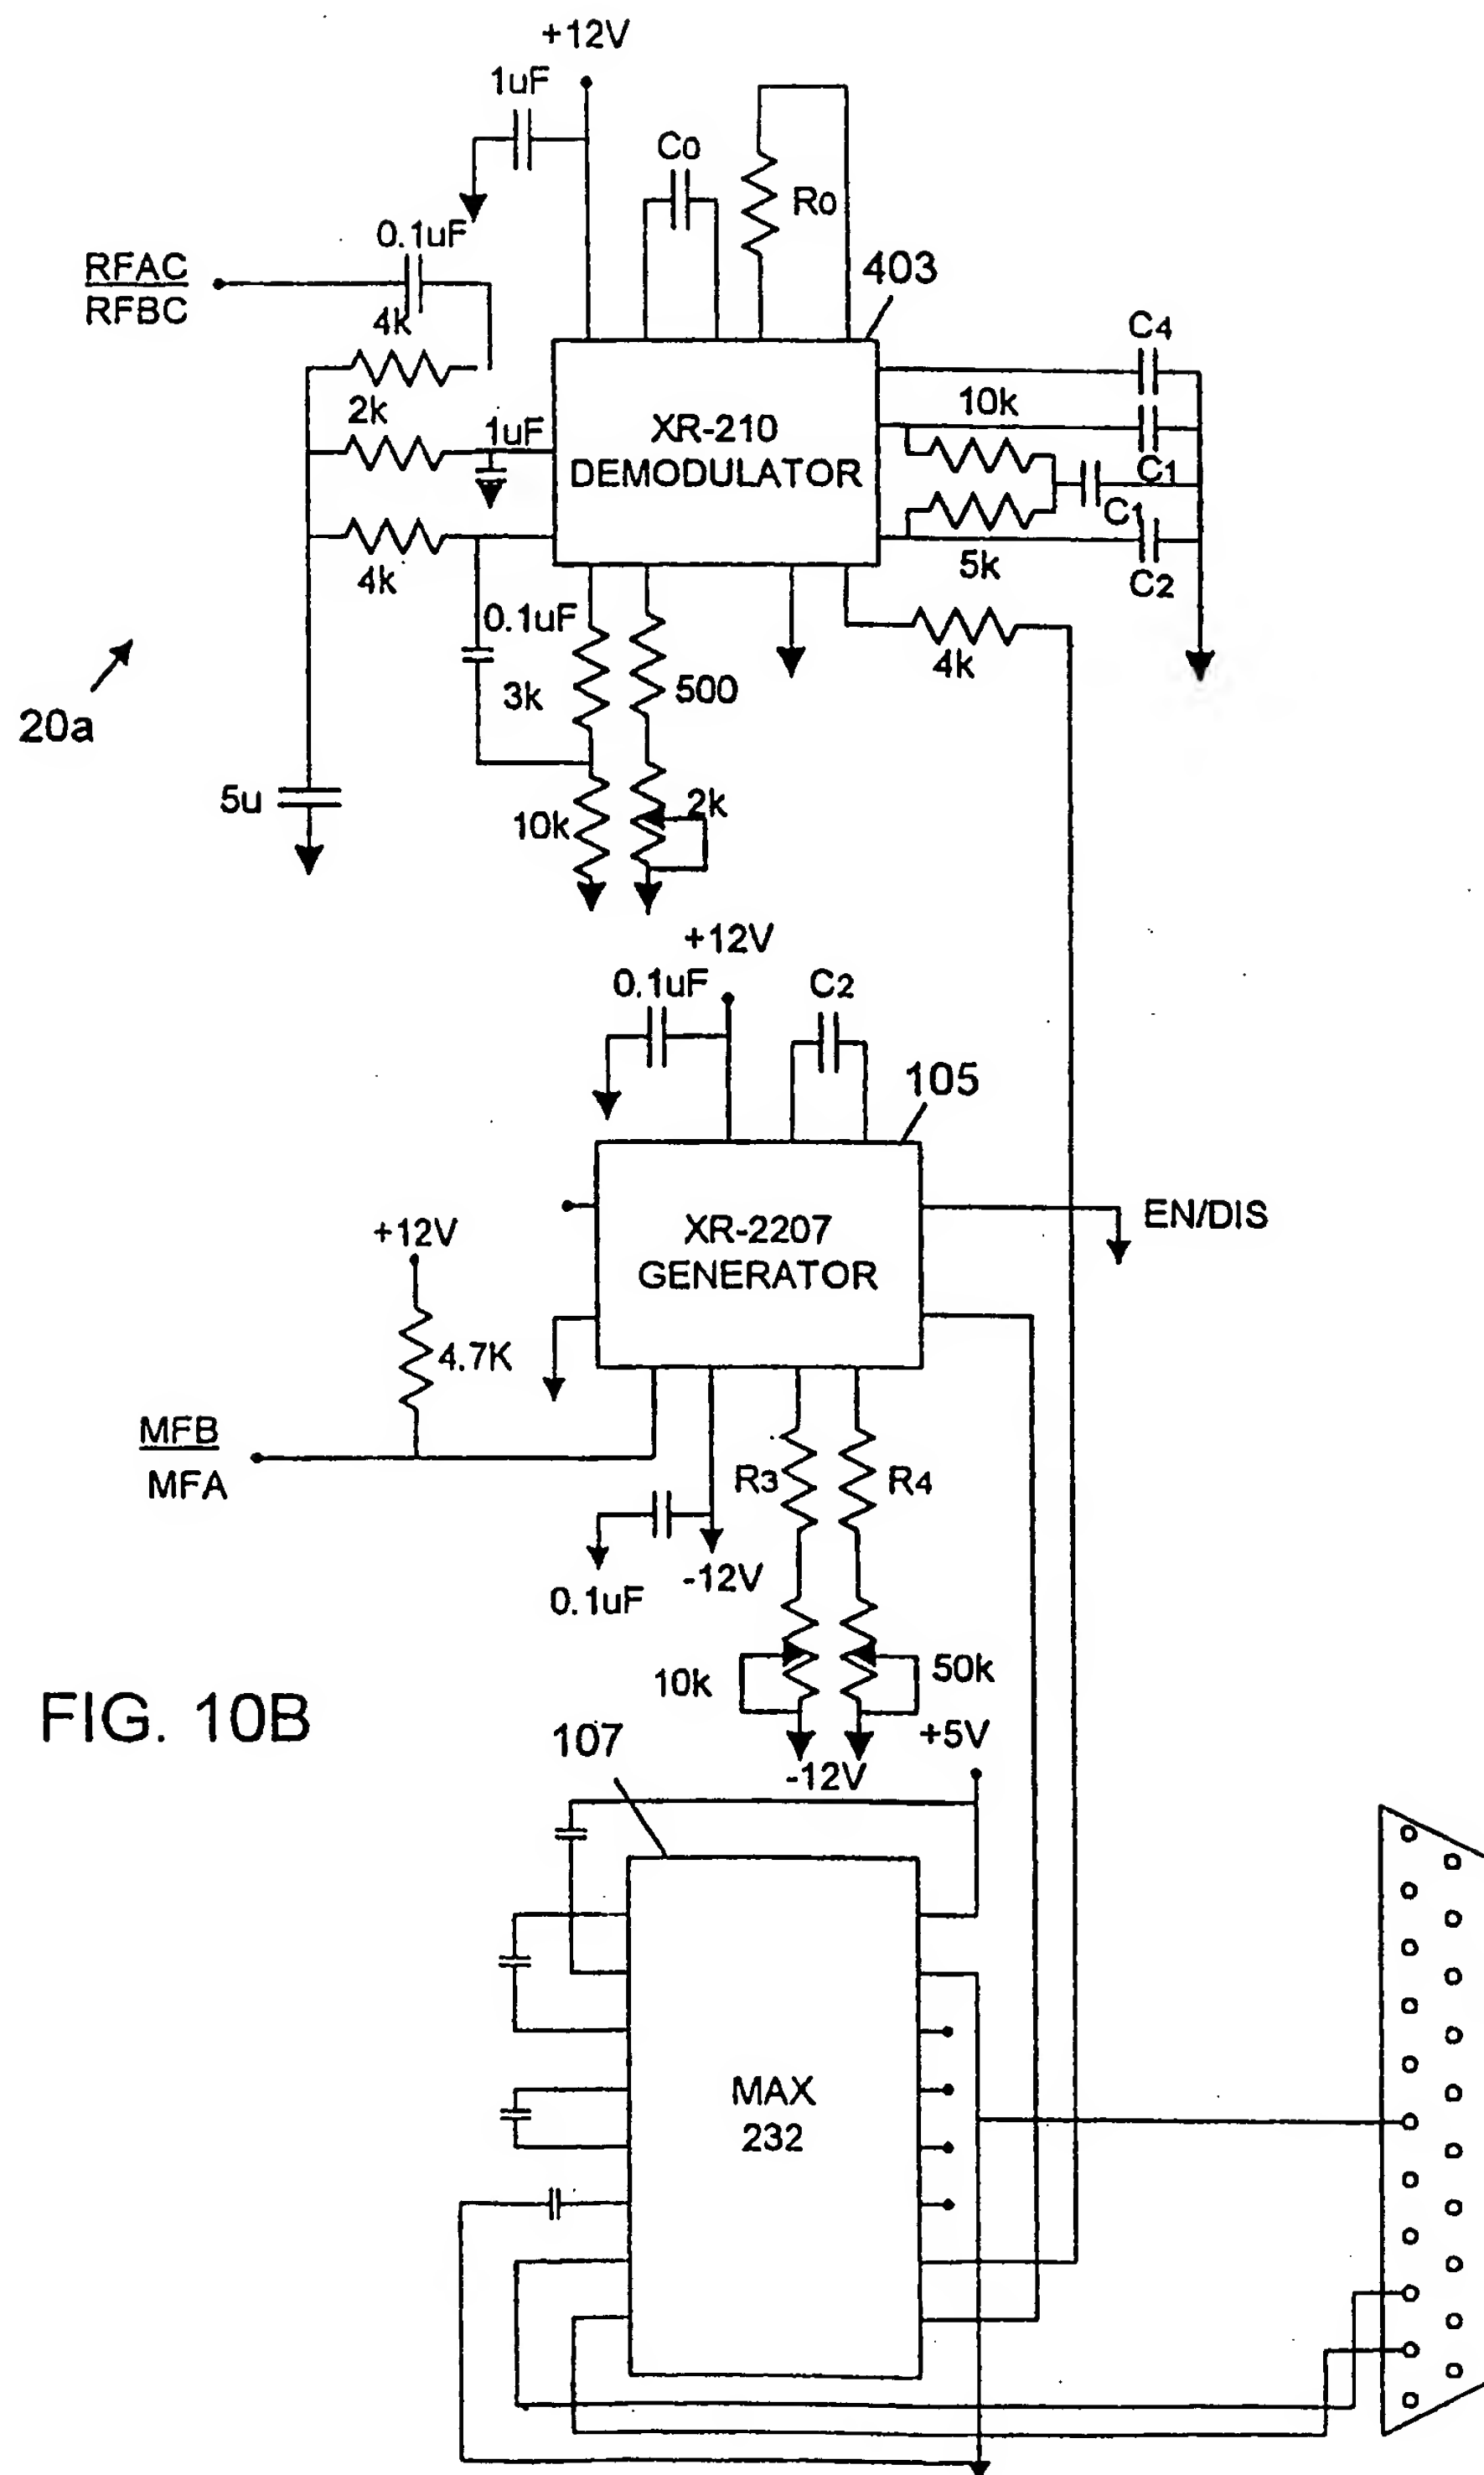 +12V
1uF
C0
R0
0.1uF
403
RFAC
RFBC
4k
C4
2k
1uF
XR-210
DEMODULATOR
10k
C1
C1
4k
5k
C2
0.1uF
4k
3k
500
20a
5u
10k
2k
+12V
0.1uF
C2
105
XR-2207
GENERATOR
EN/DIS
+12V
4.7K
MFB
MFA
R3
R4
-12V
0.1uF
10k
50k
FIG. 10B
107
+5V
-12V
MAX
232